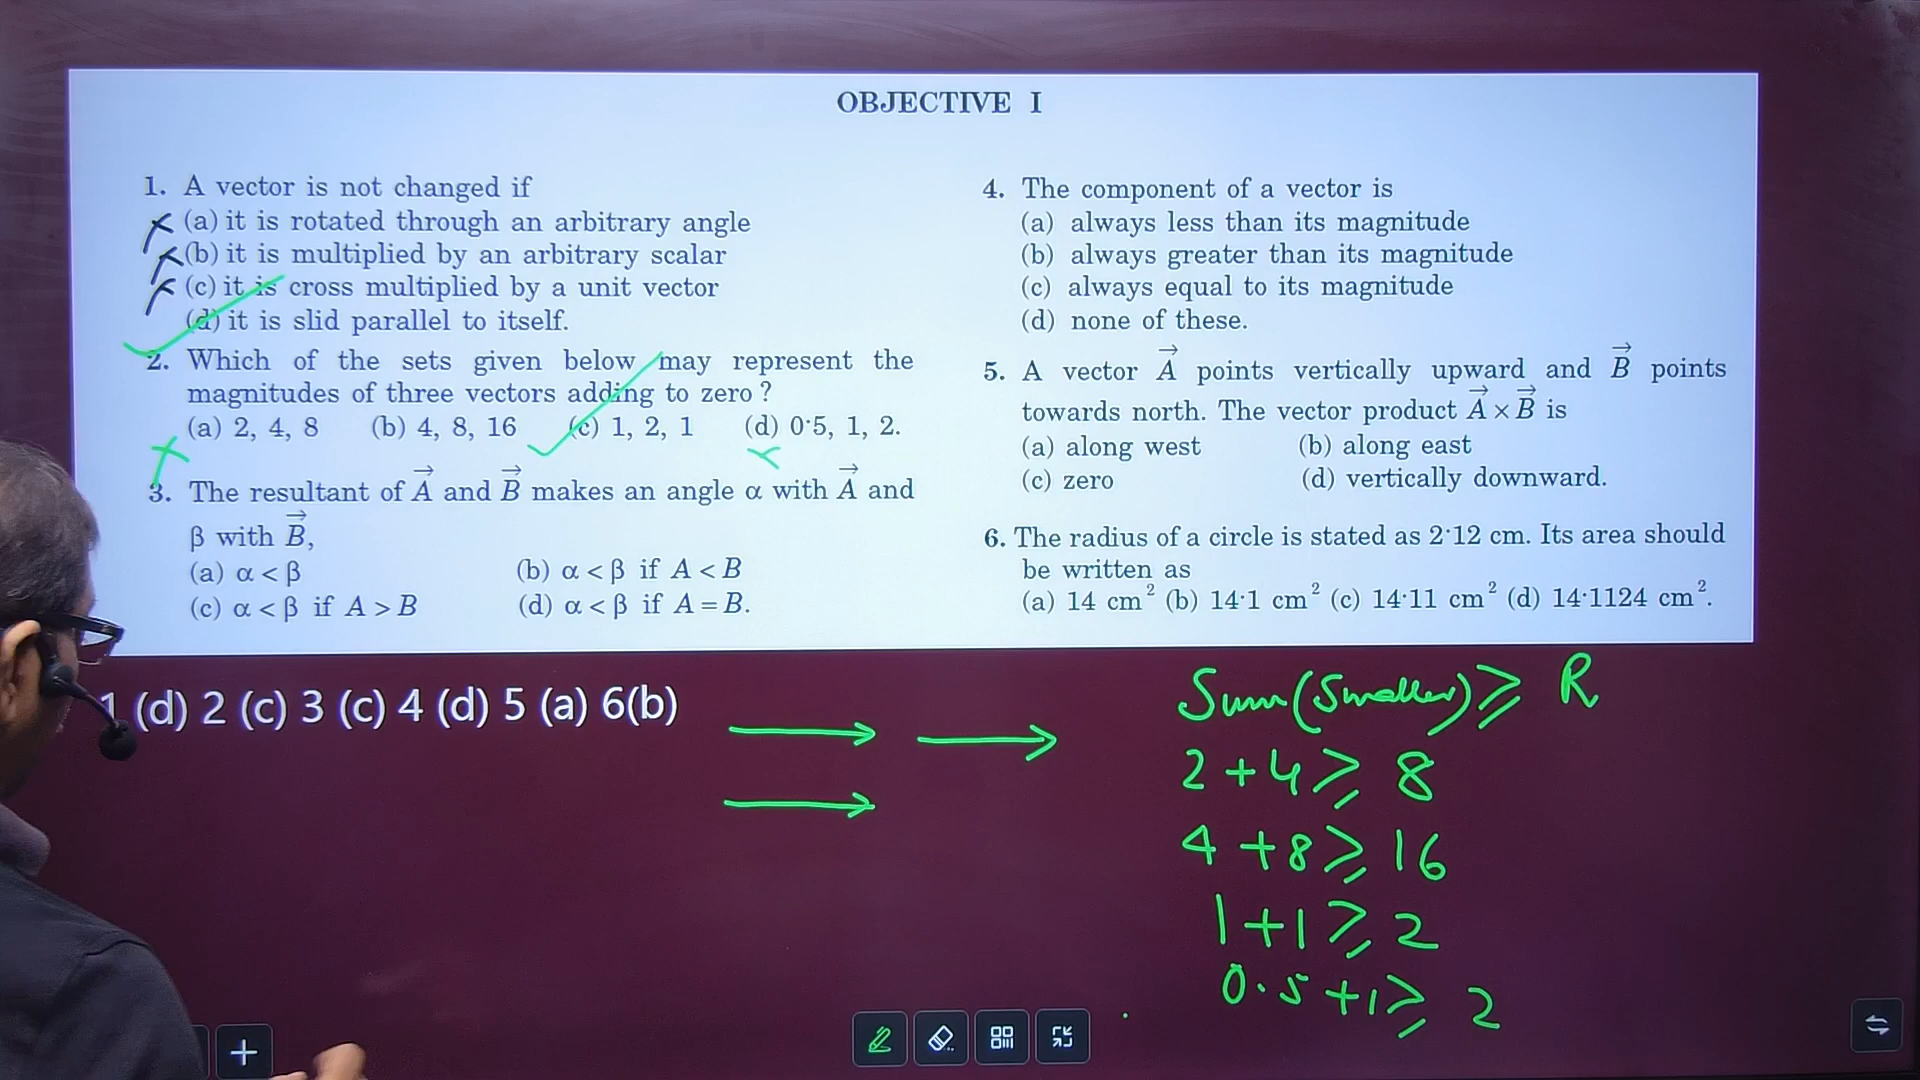 OBJECTIVE I
1. A vector is not changed if
(a) it is rotated through an arbitrary angle
(b) it is multiplied by an arbitrary scalar
(c) it is cross multiplied by a unit vector
(d) it is slid parallel to itself.
2. Which of the sets given below may represent the
magnitudes of three vectors adding to zero ?
(a) 2, 4, 8 (b) 4, 8, 16 (c) 1, 2, 1 (d) 0·5, 1, 2.
3. The resultant of A⃗ and B⃗ makes an angle α with A⃗ and
β with B⃗,
(a) α < β (b) α < β if A < B
(c) α < β if A > B (d) α < β if A = B.
4. The component of a vector is
(a) always less than its magnitude
(b) always greater than its magnitude
(c) always equal to its magnitude
(d) none of these.
5. A vector A⃗ points vertically upward and B⃗ points
towards north. The vector product A⃗ × B⃗ is
(a) along west (b) along east
(c) zero (d) vertically downward.
6. The radius of a circle is stated as 2·12 cm. Its area should
be written as
(a) 14 cm² (b) 14·1 cm² (c) 14·11 cm² (d) 14·1124 cm².
1 (d) 2 (c) 3 (c) 4 (d) 5 (a) 6(b)
Sum(Smaller) ≥ R
2 + 4 ≥ 8
4 + 8 ≥ 16
1 + 1 ≥ 2
0.5 + 1 ≥ 2